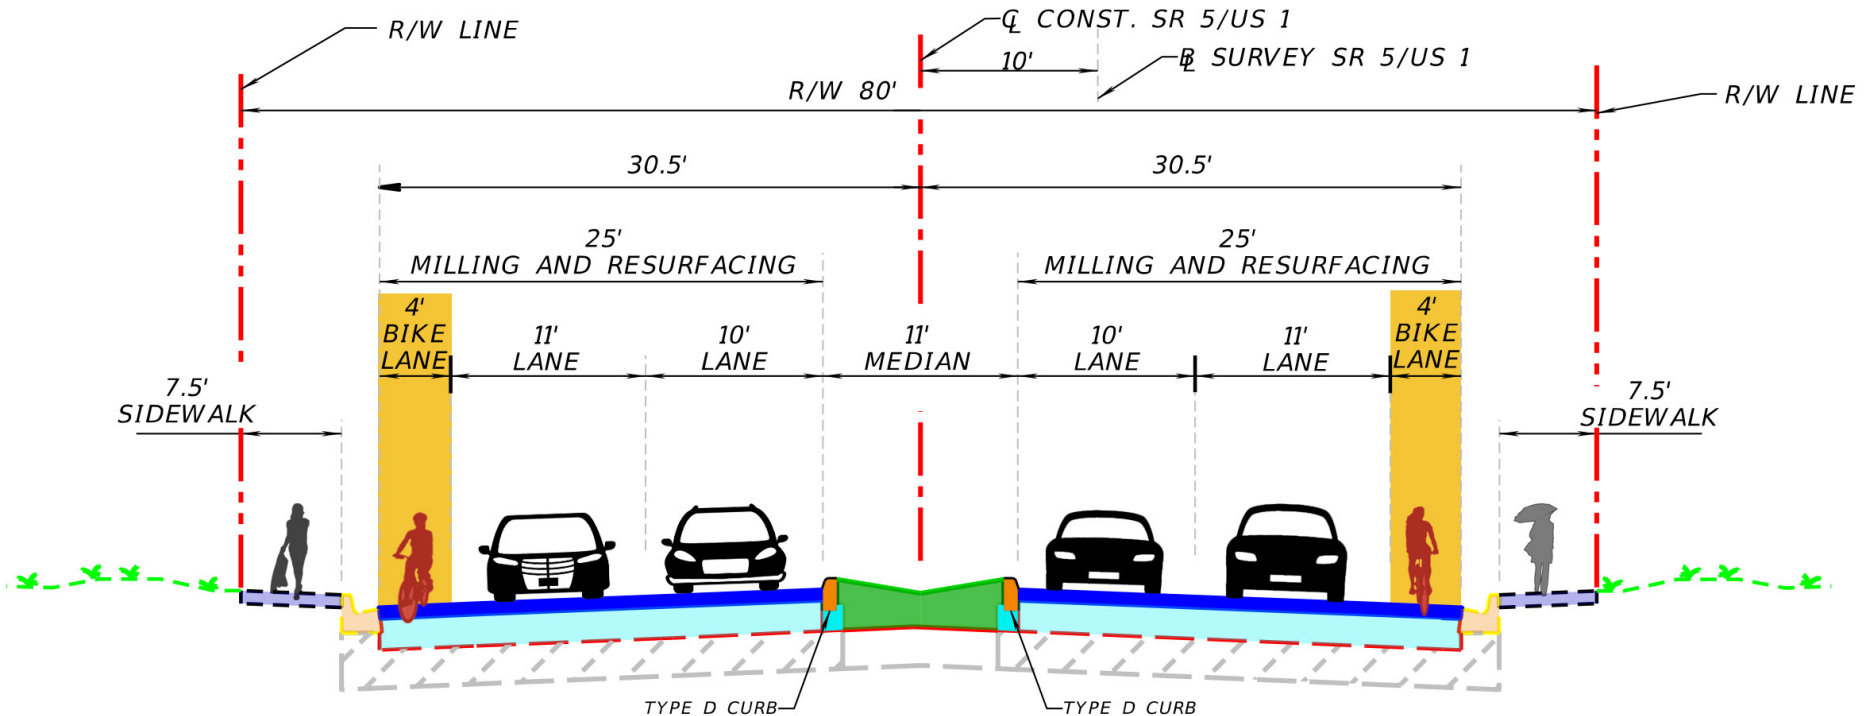 R/W LINE
℄ CONST. SR 5/US 1
10'
B̵L SURVEY SR 5/US 1
R/W 80'
R/W LINE
30.5'
30.5'
25'
MILLING AND RESURFACING
25'
MILLING AND RESURFACING
4'
BIKE
LANE
11'
LANE
10'
LANE
11'
MEDIAN
10'
LANE
11'
LANE
4'
BIKE
LANE
7.5'
SIDEWALK
7.5'
SIDEWALK
TYPE D CURB
TYPE D CURB